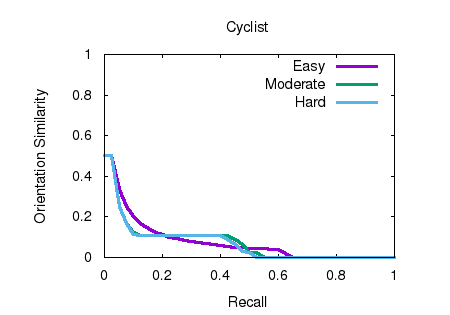 Cyclist
Easy
Moderate
Hard
Orientation Similarity
1
0.8
0.6
0.4
0.2
0
0 0.2 0.4 0.6 0.8 1
Recall